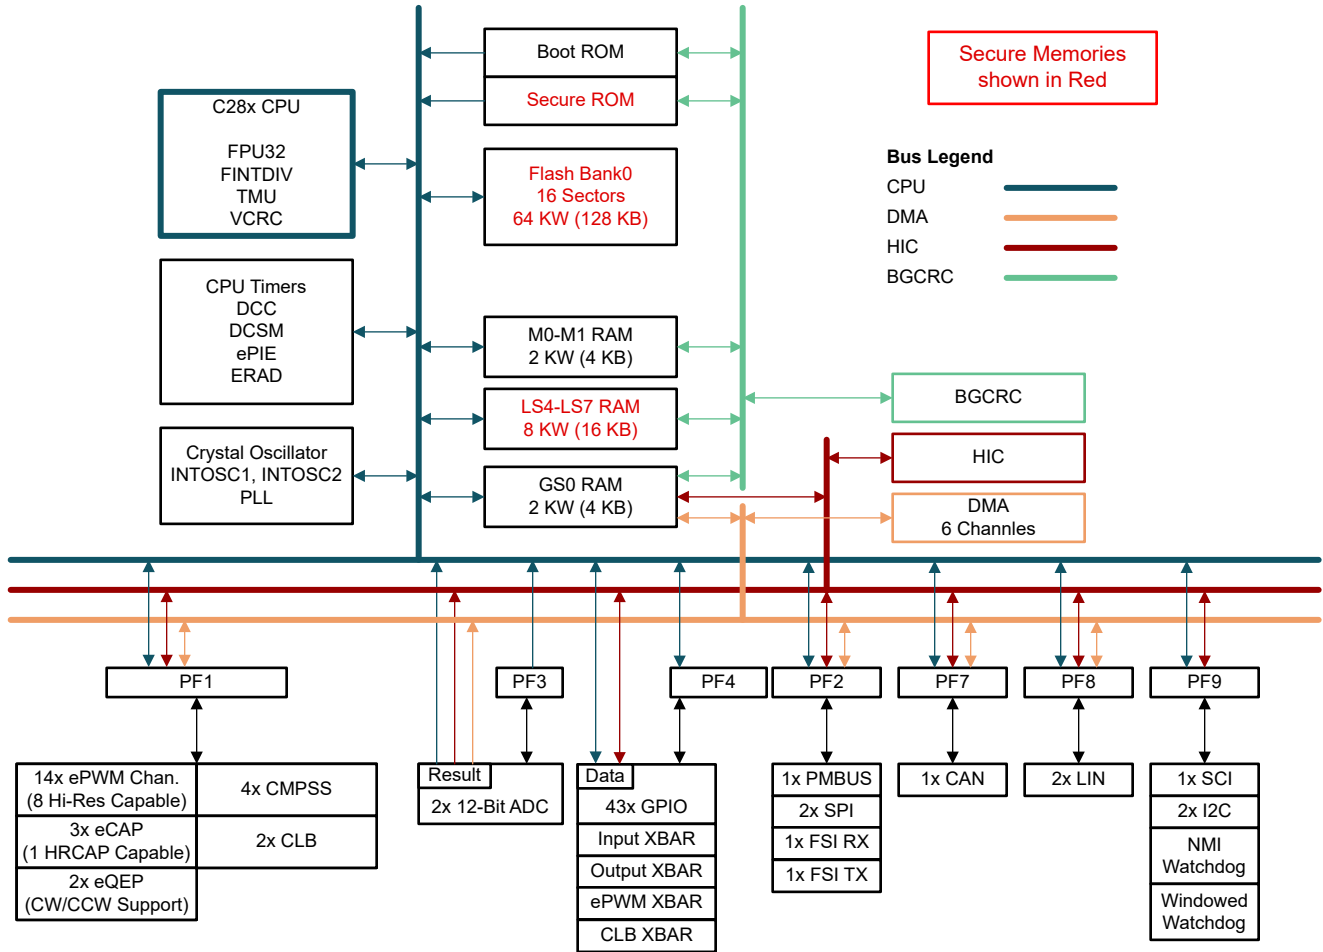 Boot ROM
Secure ROM
Secure Memories
shown in Red
C28x CPU
FPU32
FINTDIV
TMU
VCRC
Flash Bank0
16 Sectors
64 KW (128 KB)
Bus Legend
CPU
DMA
HIC
BGCRC
CPU Timers
DCC
DCSM
ePIE
ERAD
M0-M1 RAM
2 KW (4 KB)
LS4-LS7 RAM
8 KW (16 KB)
BGCRC
Crystal Oscillator
INTOSC1, INTOSC2
PLL
GS0 RAM
2 KW (4 KB)
HIC
DMA
6 Channles
PF1
PF3
PF4
PF2
PF7
PF8
PF9
14x ePWM Chan.
(8 Hi-Res Capable)
4x CMPSS
3x eCAP
(1 HRCAP Capable)
2x CLB
2x eQEP
(CW/CCW Support)
Result
2x 12-Bit ADC
Data
43x GPIO
Input XBAR
Output XBAR
ePWM XBAR
CLB XBAR
1x PMBUS
2x SPI
1x FSI RX
1x FSI TX
1x CAN
2x LIN
1x SCI
2x I2C
NMI
Watchdog
Windowed
Watchdog